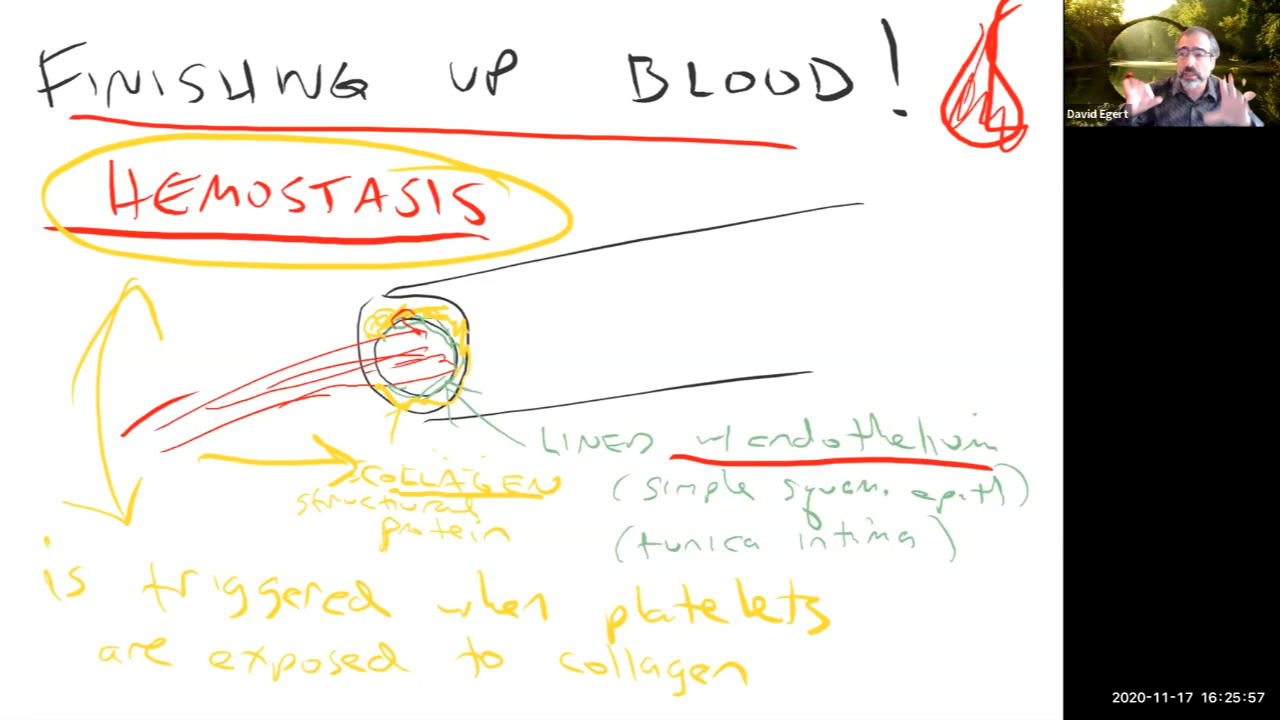 FINISHING UP BLOOD!
HEMOSTASIS
LINED w/ endothelium
(simple squam. epith)
(tunica intima)
COLLAGEN
structural
protein
is triggered when platelets
are exposed to collagen
David Egert
2020-11-17 16:25:57